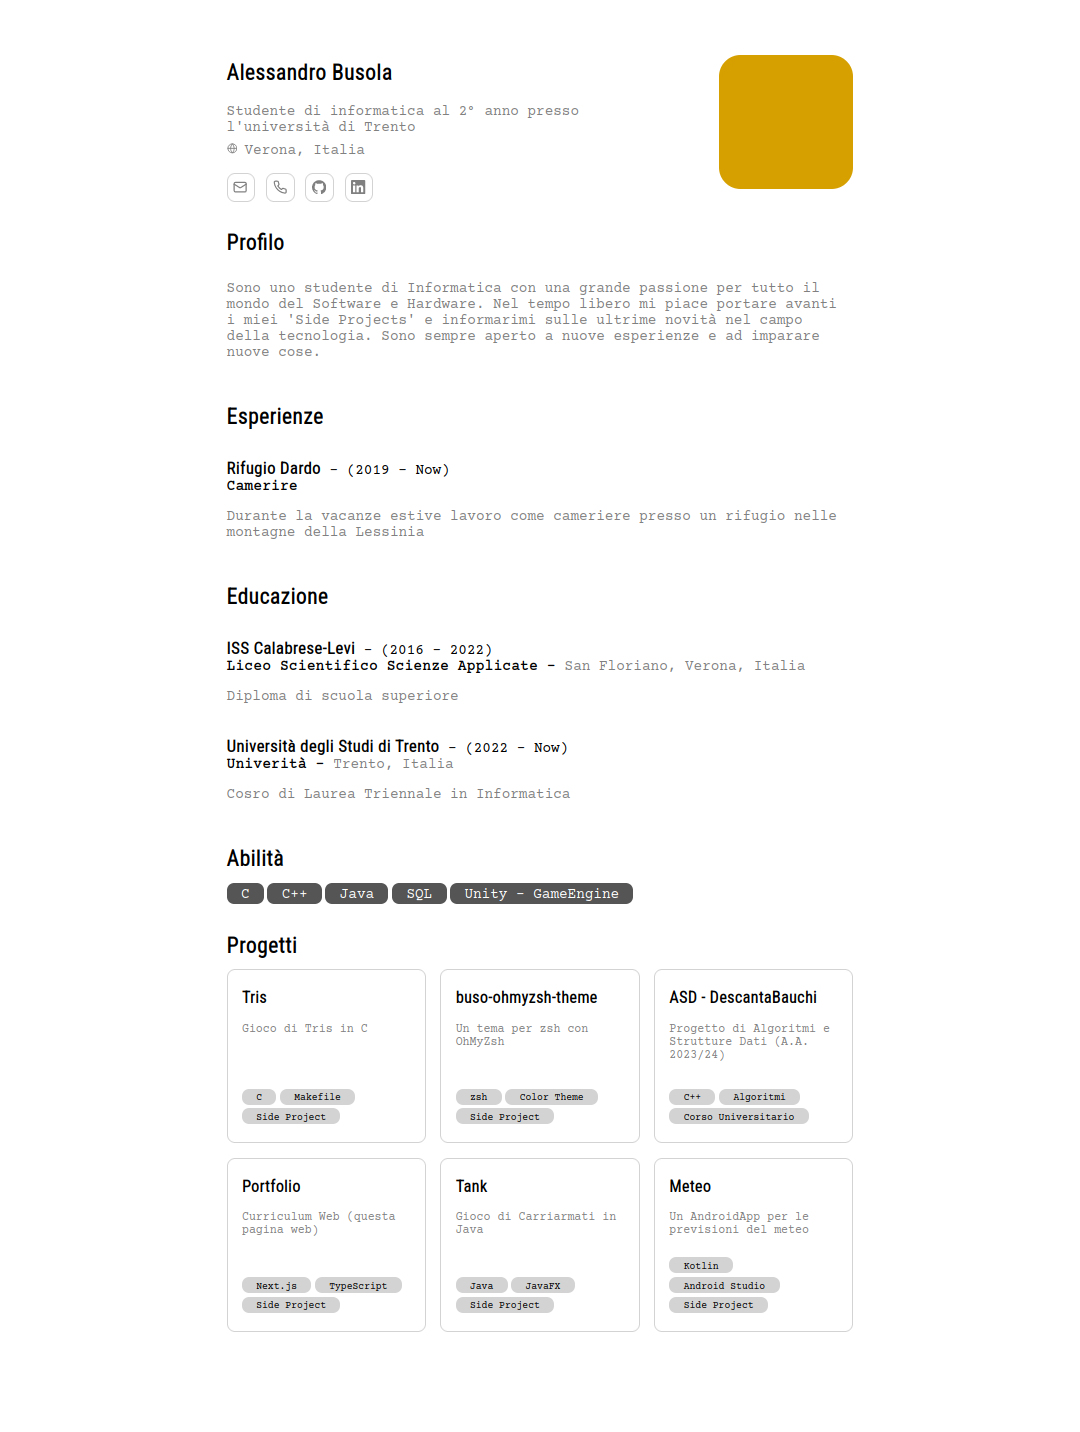 Alessandro Busola
Studente di informatica al 2° anno presso
l'università di Trento
Verona, Italia
Profilo
Sono uno studente di Informatica con una grande passione per tutto il
mondo del Software e Hardware. Nel tempo libero mi piace portare avanti
i miei 'Side Projects' e informarimi sulle ultrime novità nel campo
della tecnologia. Sono sempre aperto a nuove esperienze e ad imparare
nuove cose.
Esperienze
Rifugio Dardo - (2019 - Now)
Camerire
Durante la vacanze estive lavoro come cameriere presso un rifugio nelle
montagne della Lessinia
Educazione
ISS Calabrese-Levi - (2016 - 2022)
Liceo Scientifico Scienze Applicate - San Floriano, Verona, Italia
Diploma di scuola superiore
Università degli Studi di Trento - (2022 - Now)
Univerità - Trento, Italia
Cosro di Laurea Triennale in Informatica
Abilità
C C++ Java SQL Unity - GameEngine
Progetti
Tris
Gioco di Tris in C
C Makefile
Side Project
buso-ohmyzsh-theme
Un tema per zsh con
OhMyZsh
zsh Color Theme
Side Project
ASD - DescantaBauchi
Progetto di Algoritmi e
Strutture Dati (A.A.
2023/24)
C++ Algoritmi
Corso Universitario
Portfolio
Curriculum Web (questa
pagina web)
Next.js TypeScript
Side Project
Tank
Gioco di Carriarmati in
Java
Java JavaFX
Side Project
Meteo
Un AndroidApp per le
previsioni del meteo
Kotlin
Android Studio
Side Project